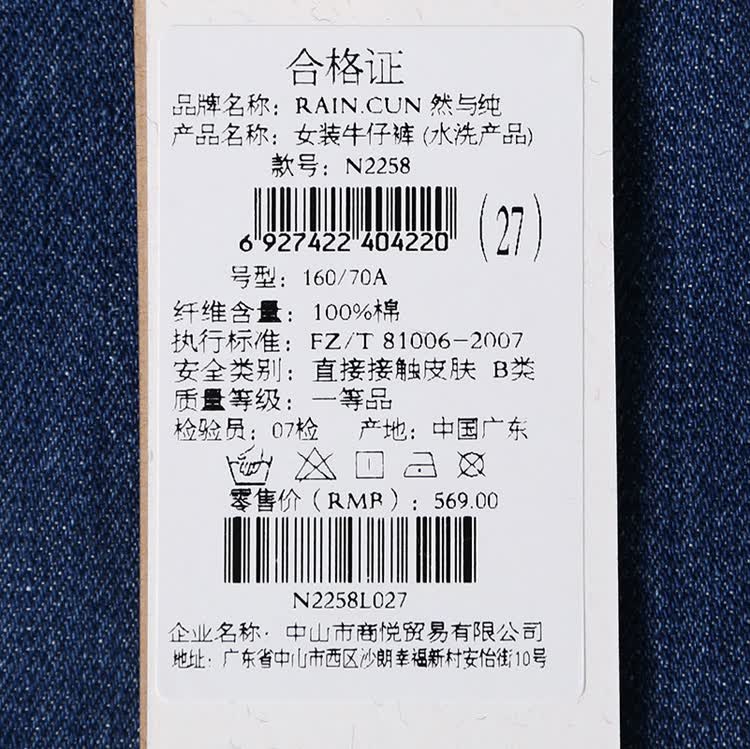 合格证
品牌名称：RAIN.CUN 然与纯
产品名称：女装牛仔裤 (水洗产品)
款号：N2258
6 927422 404220
(27)
号型：160/70A
纤维含量：100%棉
执行标准：FZ/T 81006-2007
安全类别：直接接触皮肤 B类
质量等级：一等品
检验员：07检 产地：中国广东
零售价（RMB）：569.00
N2258L027
企业名称·中山市商悦贸易有限公司
地址：广东省中山市西区沙朗幸福新村安怡街10号